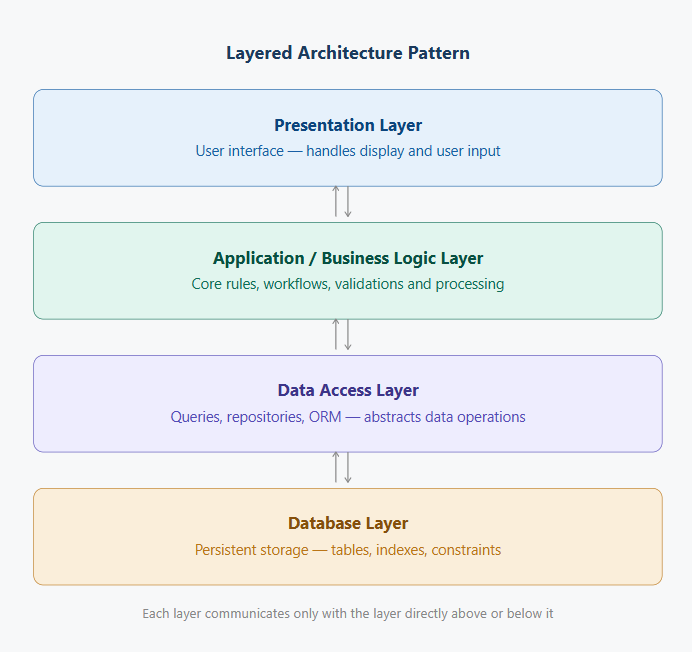 Layered Architecture Pattern
Presentation Layer
User interface — handles display and user input
Application / Business Logic Layer
Core rules, workflows, validations and processing
Data Access Layer
Queries, repositories, ORM — abstracts data operations
Database Layer
Persistent storage — tables, indexes, constraints
Each layer communicates only with the layer directly above or below it